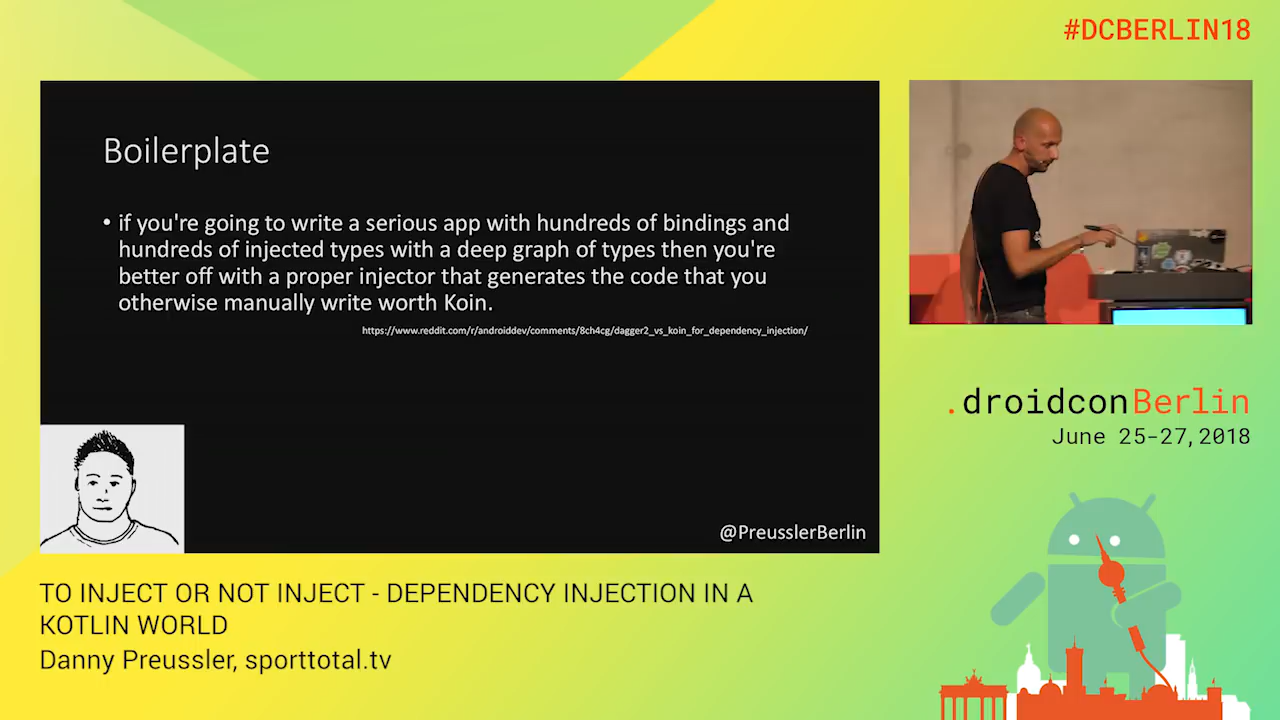 #DCBERLIN18
Boilerplate
• if you're going to write a serious app with hundreds of bindings and
hundreds of injected types with a deep graph of types then you're
better off with a proper injector that generates the code that you
otherwise manually write worth Koin.
https://www.reddit.com/r/androiddev/comments/8ch4cg/dagger2_vs_koin_for_dependency_injection/
@PreusslerBerlin
.droidconBerlin
June 25-27, 2018
TO INJECT OR NOT INJECT - DEPENDENCY INJECTION IN A
KOTLIN WORLD
Danny Preussler, sporttotal.tv